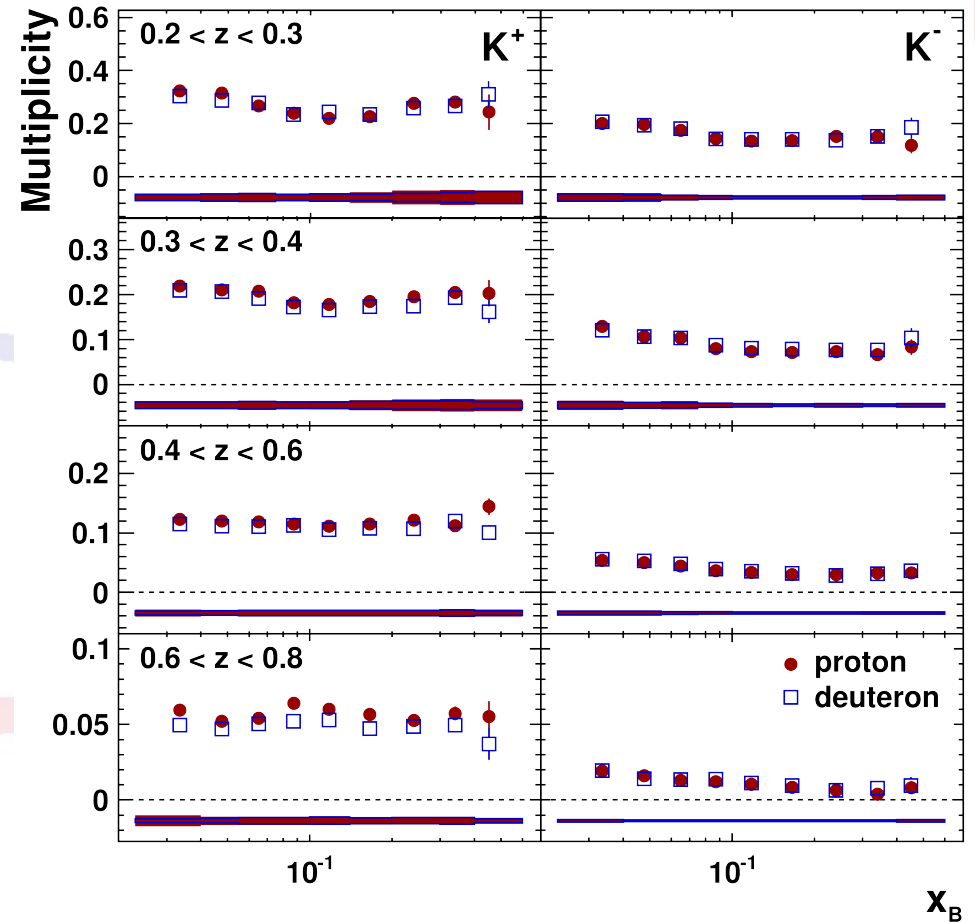 Multiplicity
0.2 < z < 0.3
K+
K-
0.6
0.4
0.2
0
0.3 < z < 0.4
0.3
0.2
0.1
0
0.4 < z < 0.6
0.2
0.1
0
0.6 < z < 0.8
0.1
0.05
0
proton
deuteron
10-1
10-1
xB